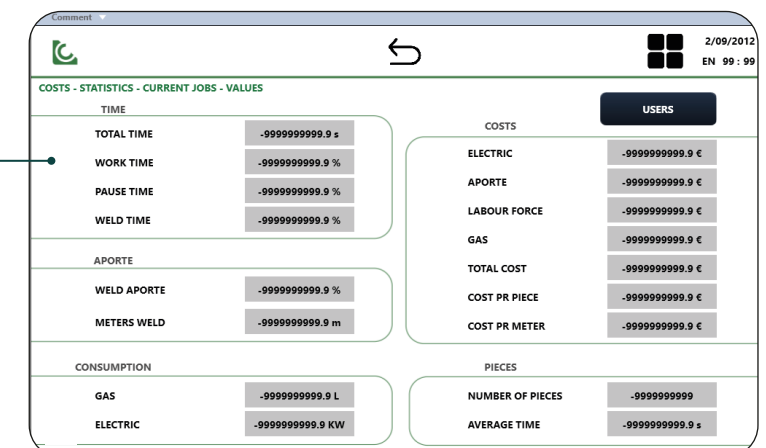 Comment
2/09/2012
EN 99 : 99
COSTS - STATISTICS - CURRENT JOBS - VALUES
TIME
TOTAL TIME -9999999999.9 s
WORK TIME -9999999999.9 %
PAUSE TIME -9999999999.9 %
WELD TIME -9999999999.9 %
APORTE
WELD APORTE -9999999999.9 %
METERS WELD -9999999999.9 m
CONSUMPTION
GAS -9999999999.9 L
ELECTRIC -9999999999.9 KW
USERS
COSTS
ELECTRIC -9999999999.9 €
APORTE -9999999999.9 €
LABOUR FORCE -9999999999.9 €
GAS -9999999999.9 €
TOTAL COST -9999999999.9 €
COST PR PIECE -9999999999.9 €
COST PR METER -9999999999.9 €
PIECES
NUMBER OF PIECES -9999999999
AVERAGE TIME -9999999999.9 s